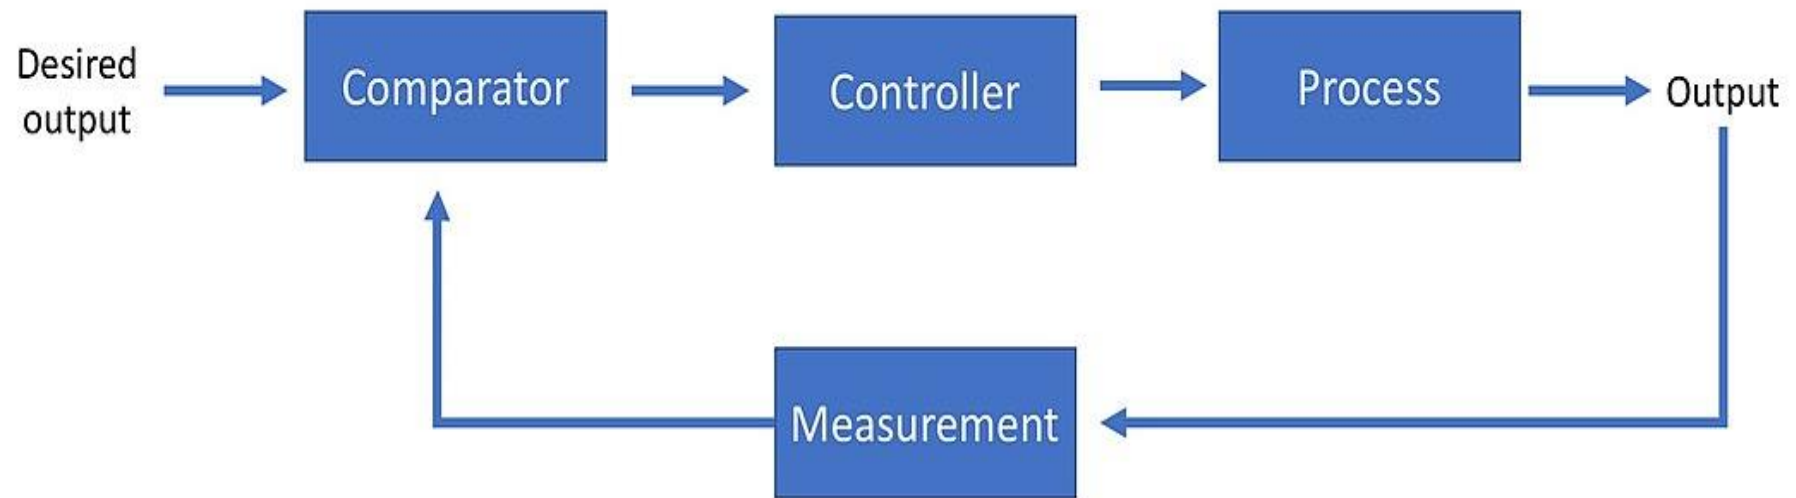 Desired
output
Comparator
Controller
Process
Output
Measurement